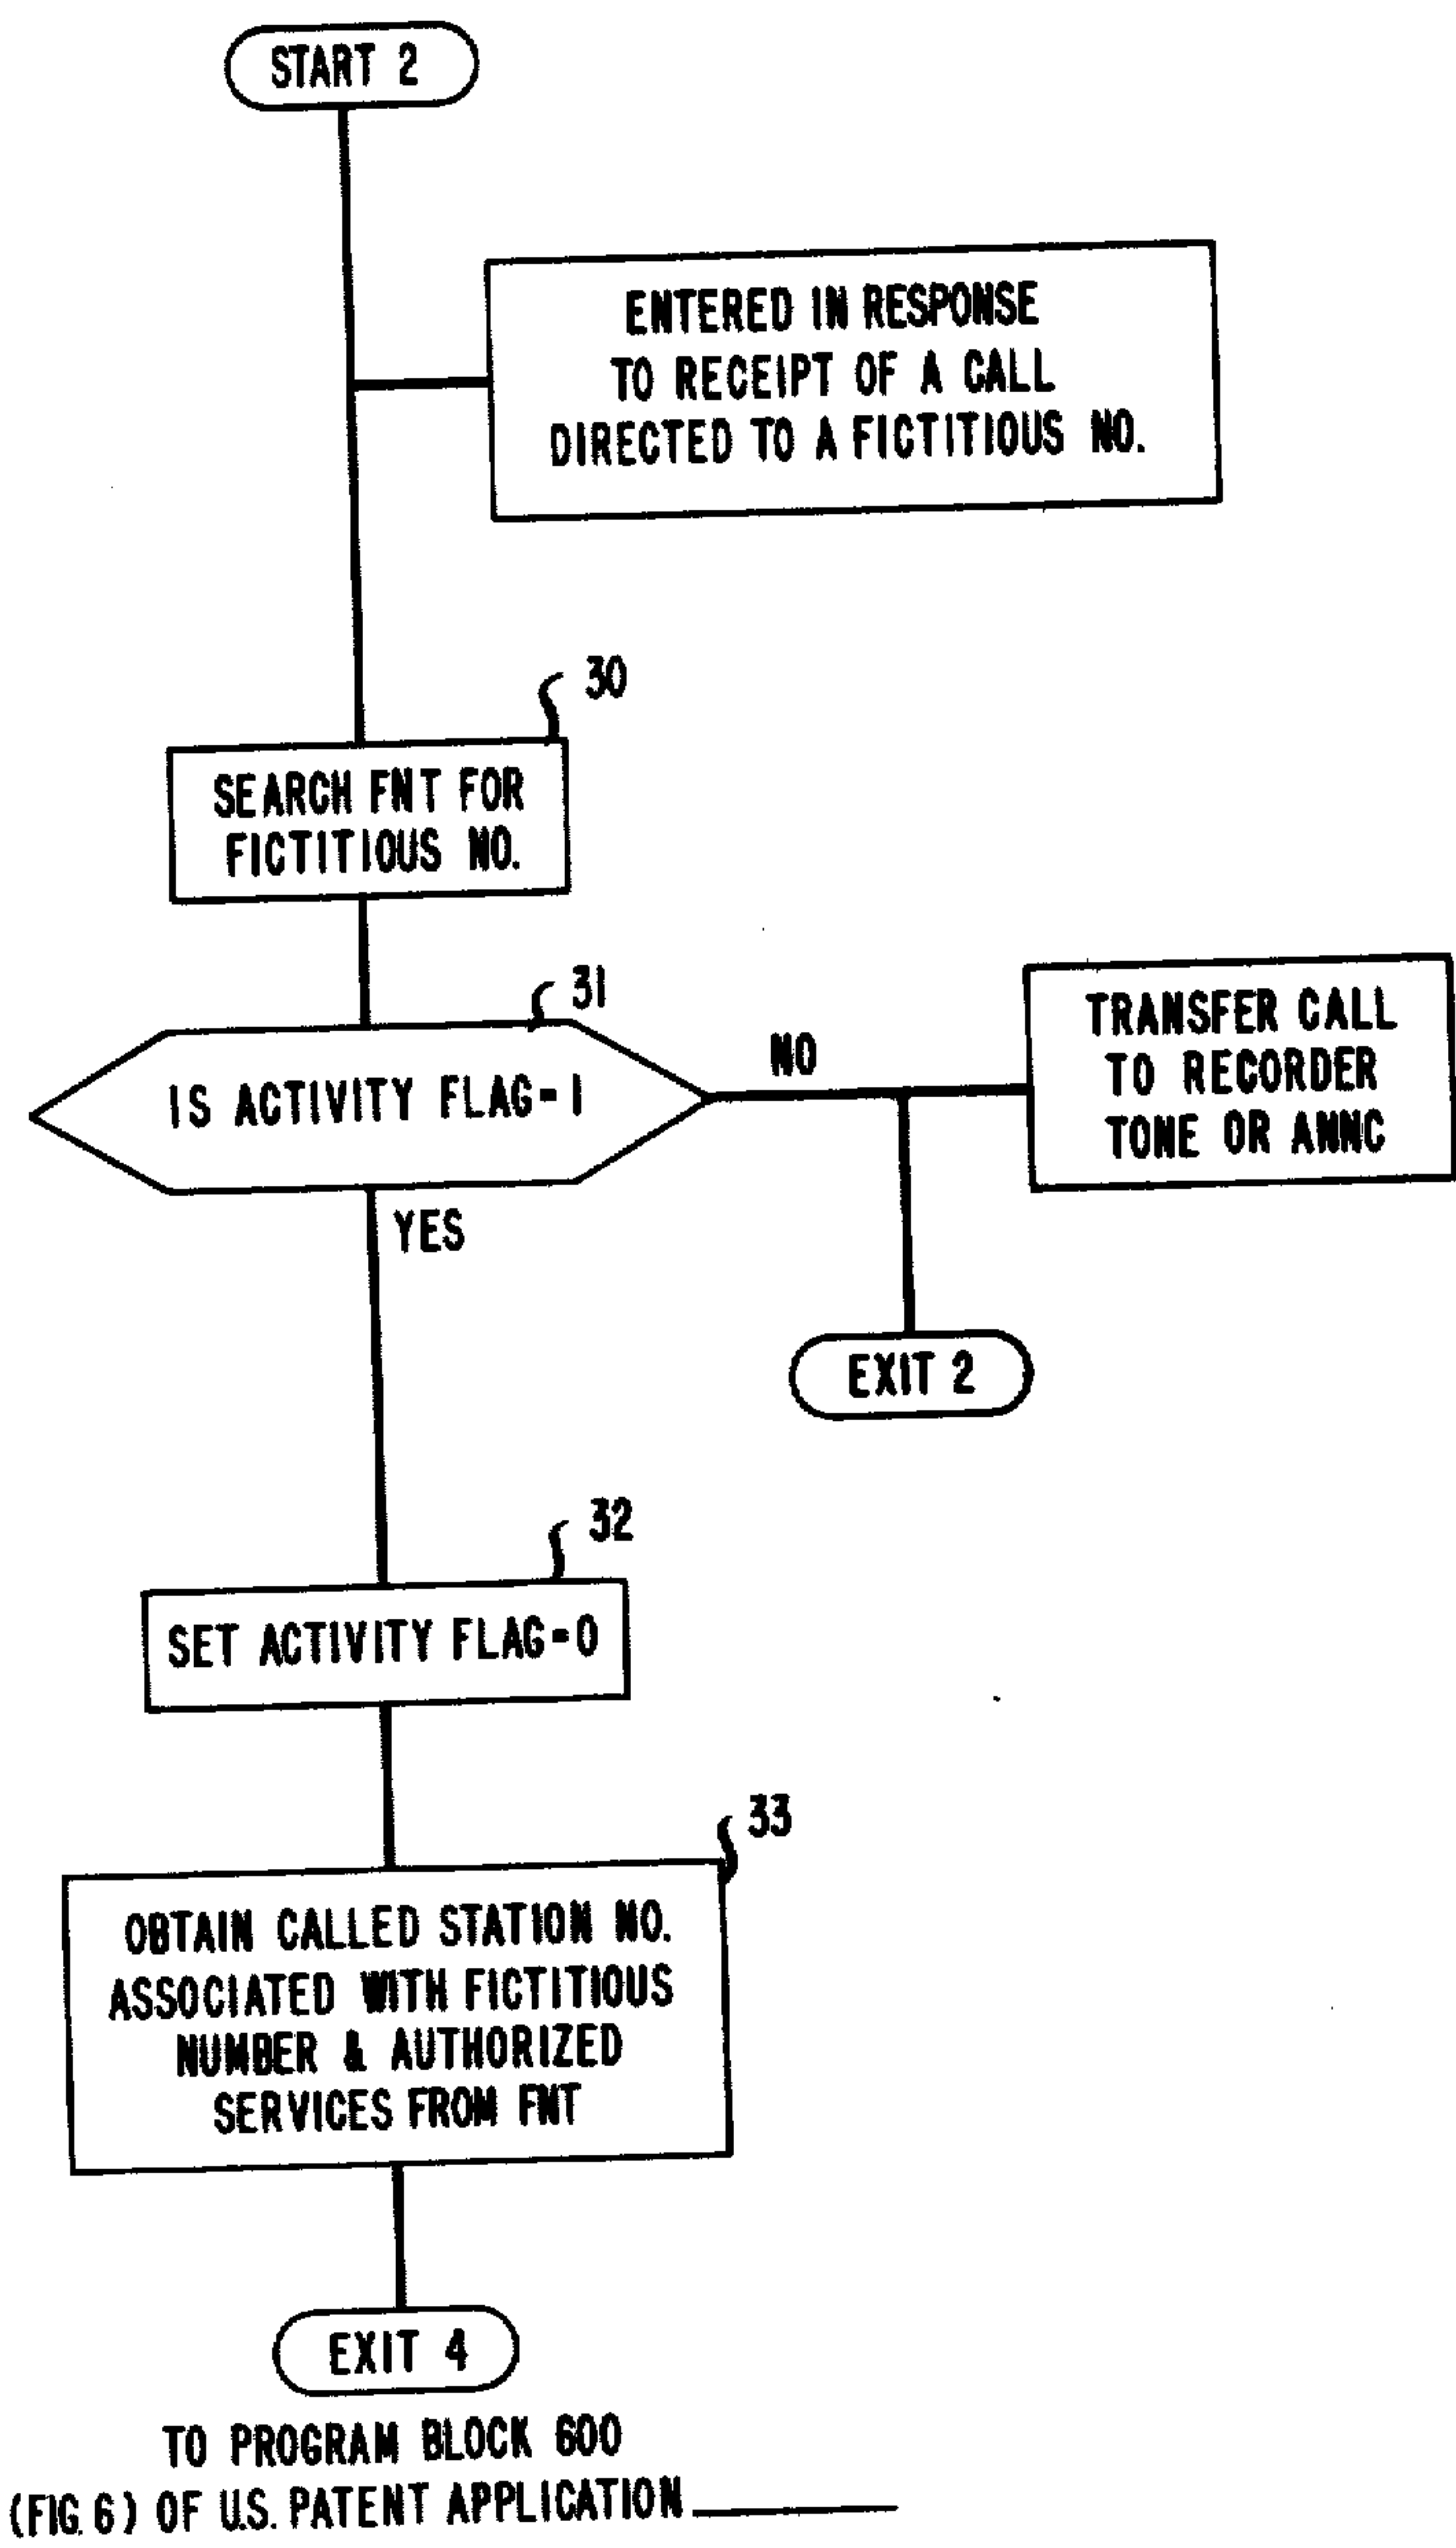 START 2
ENTERED IN RESPONSE
TO RECEIPT OF A CALL
DIRECTED TO A FICTITIOUS NO.
30
SEARCH FNT FOR
FICTITIOUS NO.
31
IS ACTIVITY FLAG=1
NO
TRANSFER CALL
TO RECORDER
TONE OR ANNC
YES
EXIT 2
32
SET ACTIVITY FLAG=0
33
OBTAIN CALLED STATION NO.
ASSOCIATED WITH FICTITIOUS
NUMBER & AUTHORIZED
SERVICES FROM FNT
EXIT 4
TO PROGRAM BLOCK 600
(FIG. 6) OF U.S. PATENT APPLICATION